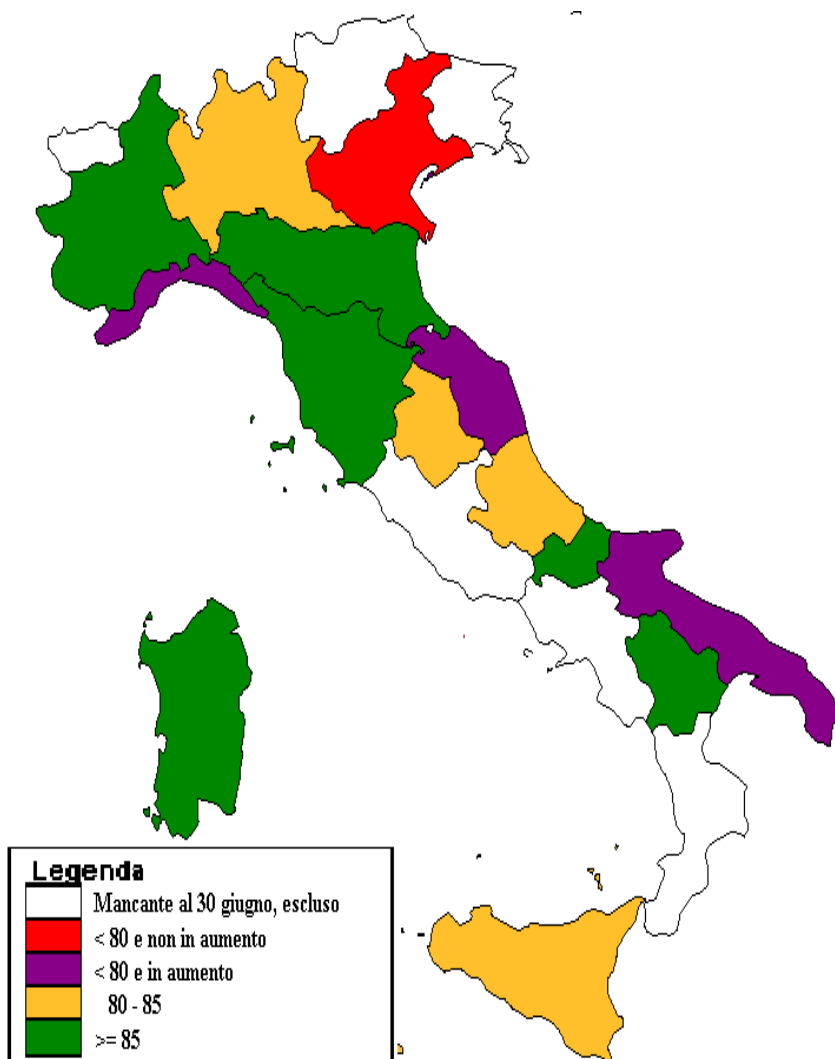 Legenda
Mancante al 30 giugno, escluso
< 80 e non in aumento
< 80 e in aumento
80 - 85
>= 85